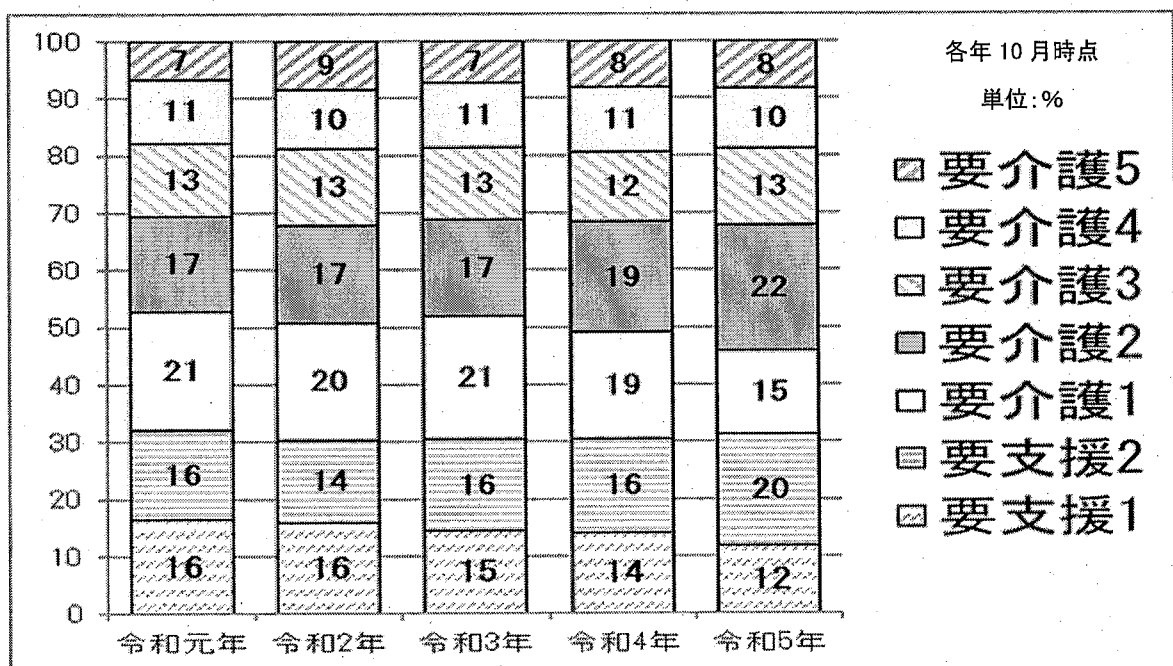 100
90
80
70
60
50
40
30
20
10
0
7 9 7 8 8
11 10 11 11 10
13 13 13 12 13
17 17 17 19 22
21 20 21 19 15
16 14 16 16 20
16 16 15 14 12
令和元年 令和2年 令和3年 令和4年 令和5年
各年10月時点
単位:%
要介護5
要介護4
要介護3
要介護2
要介護1
要支援2
要支援1